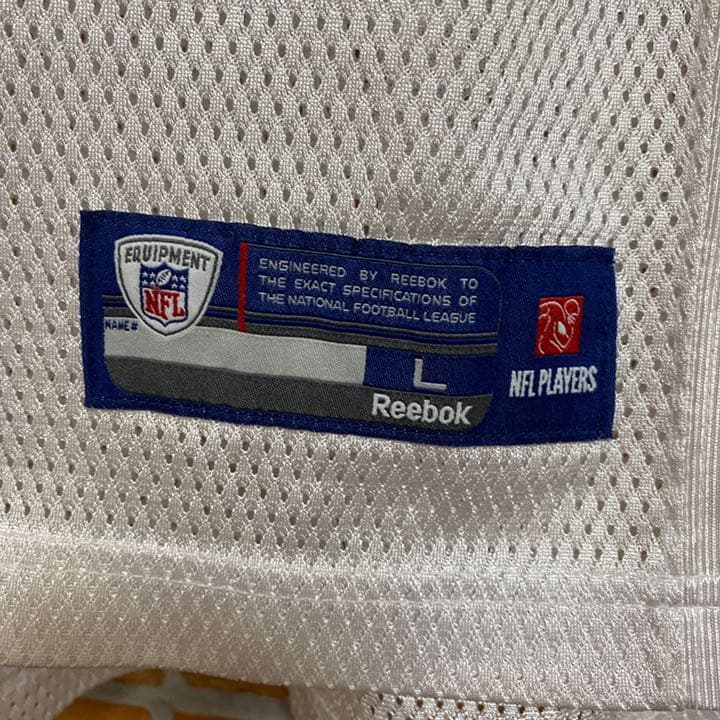 EQUIPMENT
NFL
ENGINEERED BY REEBOK TO
THE EXACT SPECIFICATIONS OF
THE NATIONAL FOOTBALL LEAGUE
NAME #
L
Reebok
NFL PLAYERS